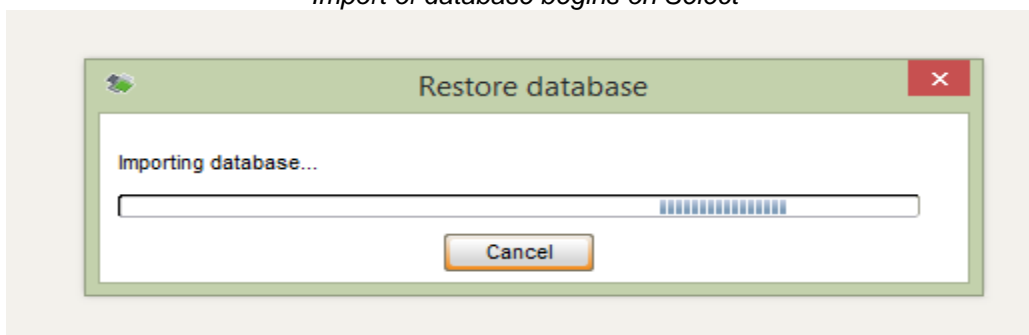 Import of database begins on Select
Restore database
Importing database...
Cancel